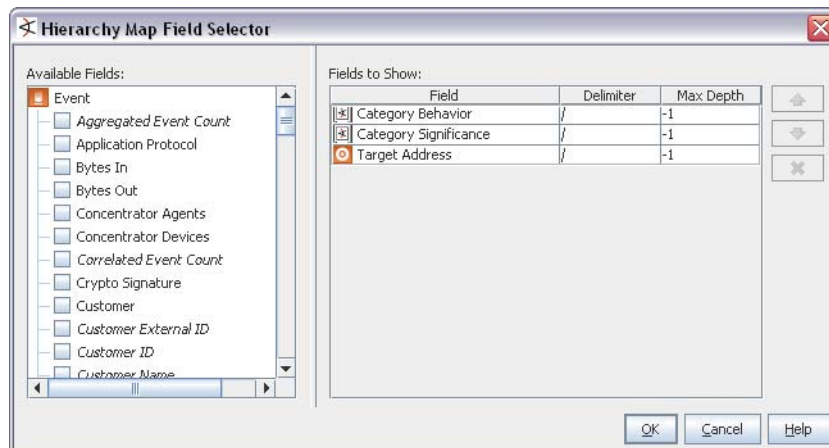 Hierarchy Map Field Selector
Available Fields:
Event
Aggregated Event Count
Application Protocol
Bytes In
Bytes Out
Concentrator Agents
Concentrator Devices
Correlated Event Count
Crypto Signature
Customer
Customer External ID
Customer ID
Customer Name
Fields to Show:
Field Delimiter Max Depth
Category Behavior / -1
Category Significance / -1
Target Address / -1
OK Cancel Help